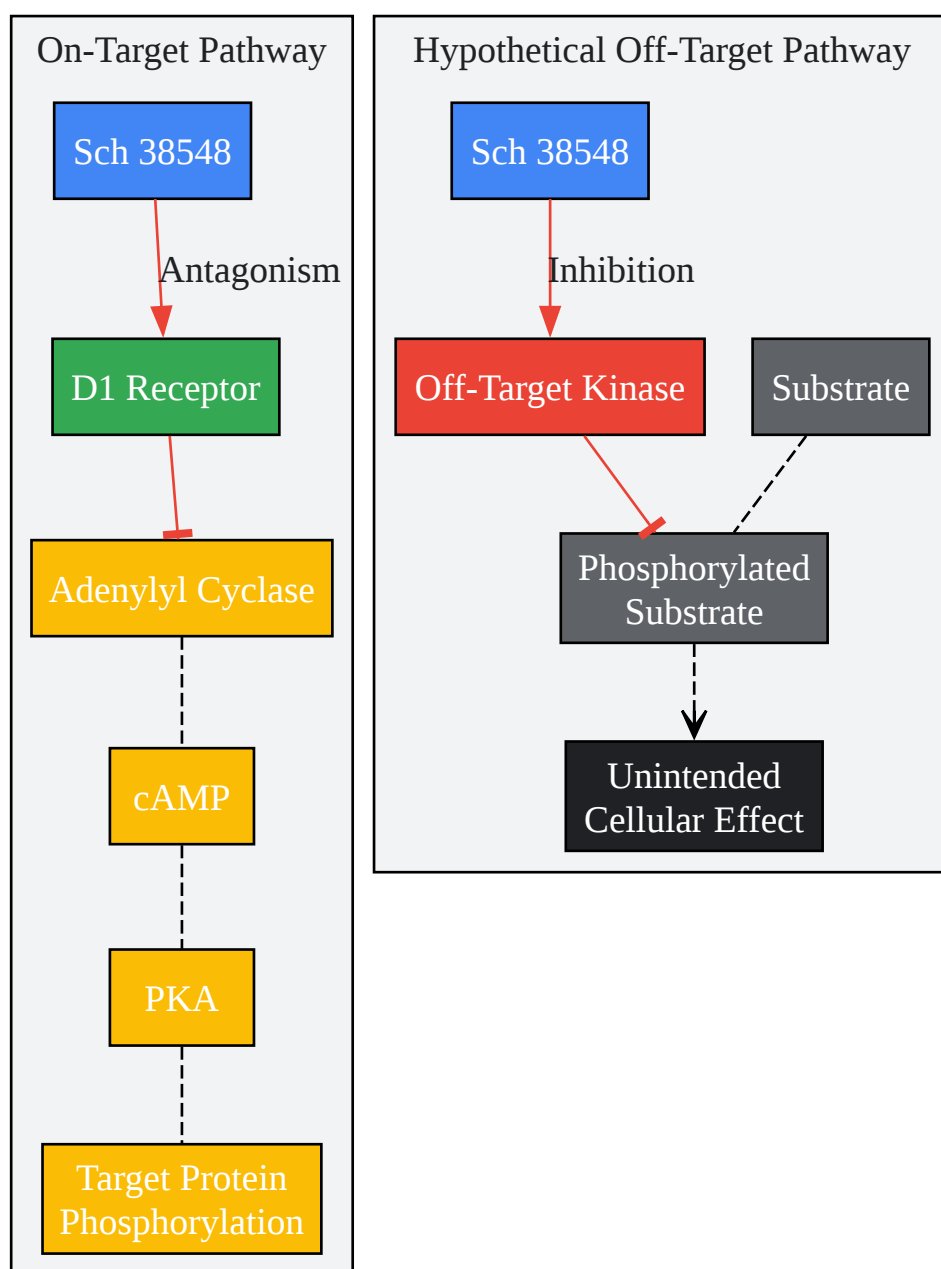 On-Target Pathway
Sch 38548
Antagonism
D1 Receptor
Adenylyl Cyclase
cAMP
PKA
Target Protein
Phosphorylation
Hypothetical Off-Target Pathway
Sch 38548
Inhibition
Off-Target Kinase
Substrate
Phosphorylated
Substrate
Unintended
Cellular Effect